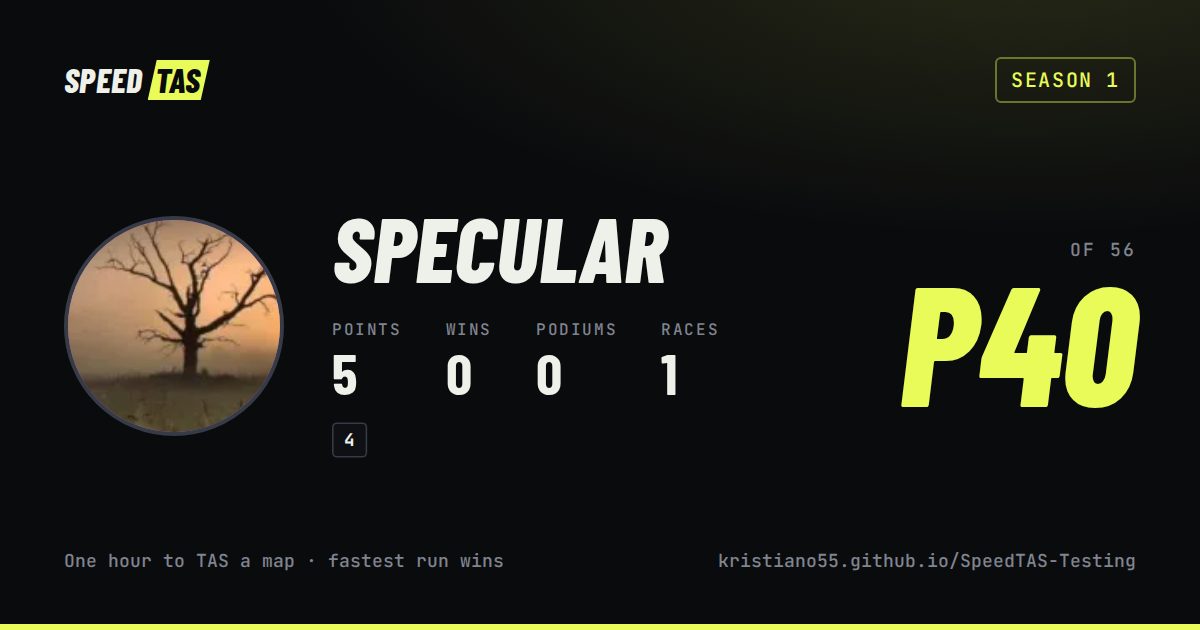 SPEED TAS
SEASON 1
SPECULAR
POINTS WINS PODIUMS RACES
5 0 0 1
4
OF 56
P40
One hour to TAS a map · fastest run wins
kristiano55.github.io/SpeedTAS-Testing